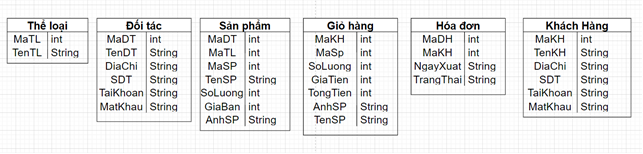 Thể loại
MaTL int
TenTL String
Đối tác
MaDT int
TenDT String
DiaChi String
SDT String
TaiKhoan String
MatKhau String
Sản phẩm
MaDT int
MaTL int
MaSP int
TenSP String
SoLuong int
GiaBan int
AnhSP String
Giỏ hàng
MaKH int
MaSp int
SoLuong int
GiaTien int
TongTien int
AnhSP String
TenSP String
Hóa đơn
MaDH int
MaKH int
NgayXuat String
TrangThai String
Khách Hàng
MaKH int
TenKH String
DiaChi String
SDT String
TaiKhoan String
MatKhau String